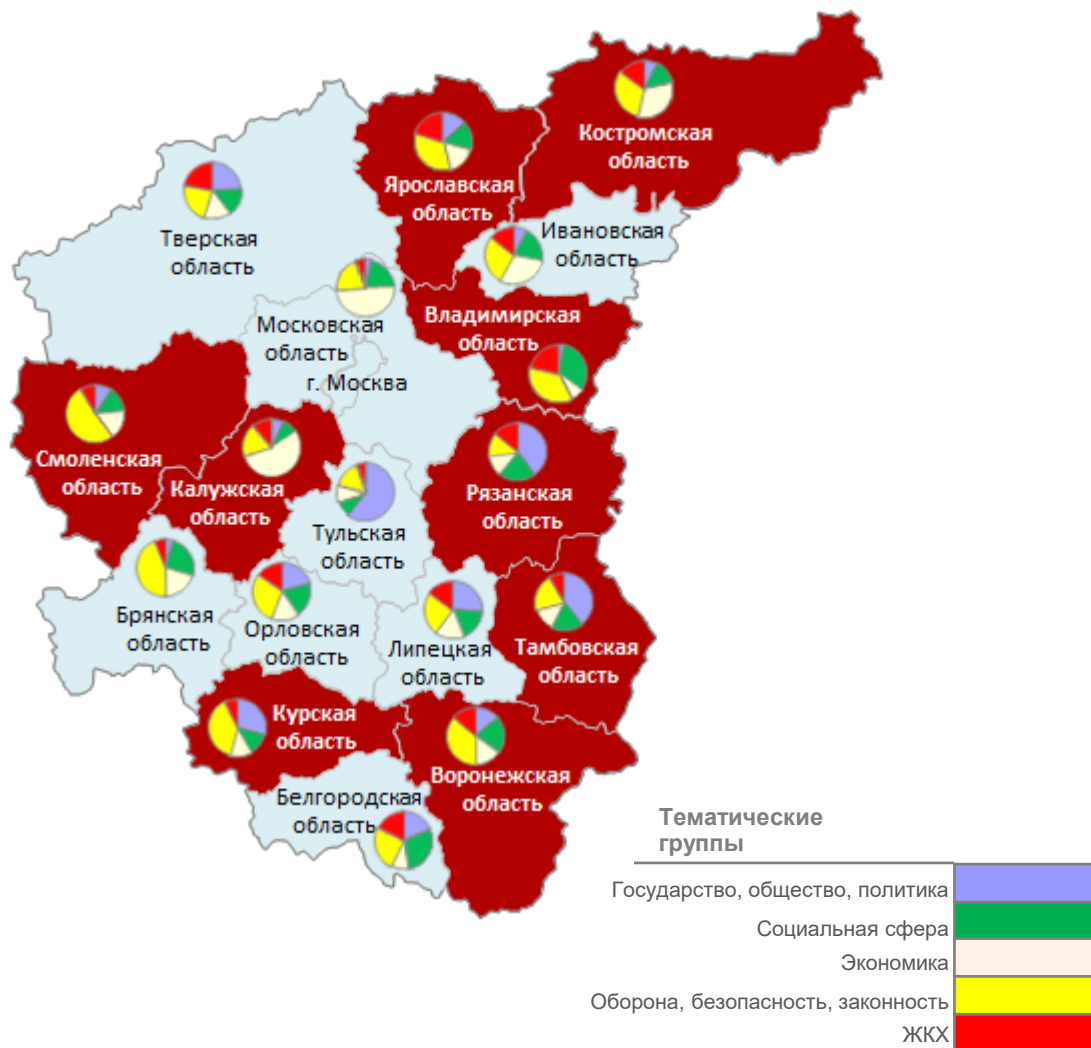 Костромская
область
Ярославская
область
Ивановская
область
Тверская
область
Владимирская
область
Московская
область
г. Москва
Смоленская
область
Калужская
область
Рязанская
область
Тульская
область
Брянская
область
Орловская
область
Липецкая
область
Тамбовская
область
Курская
область
Воронежская
область
Белгородская
область
Тематические
группы
Государство, общество, политика
Социальная сфера
Экономика
Оборона, безопасность, законность
ЖКХ